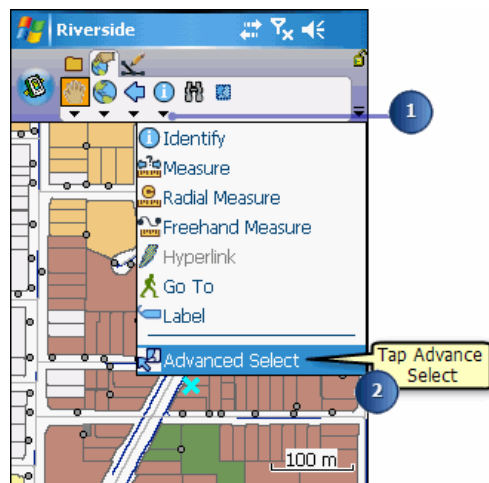 Riverside
1
Identify
Measure
Radial Measure
Freehand Measure
Hyperlink
Go To
Label
Advanced Select
Tap Advance
Select
2
100 m